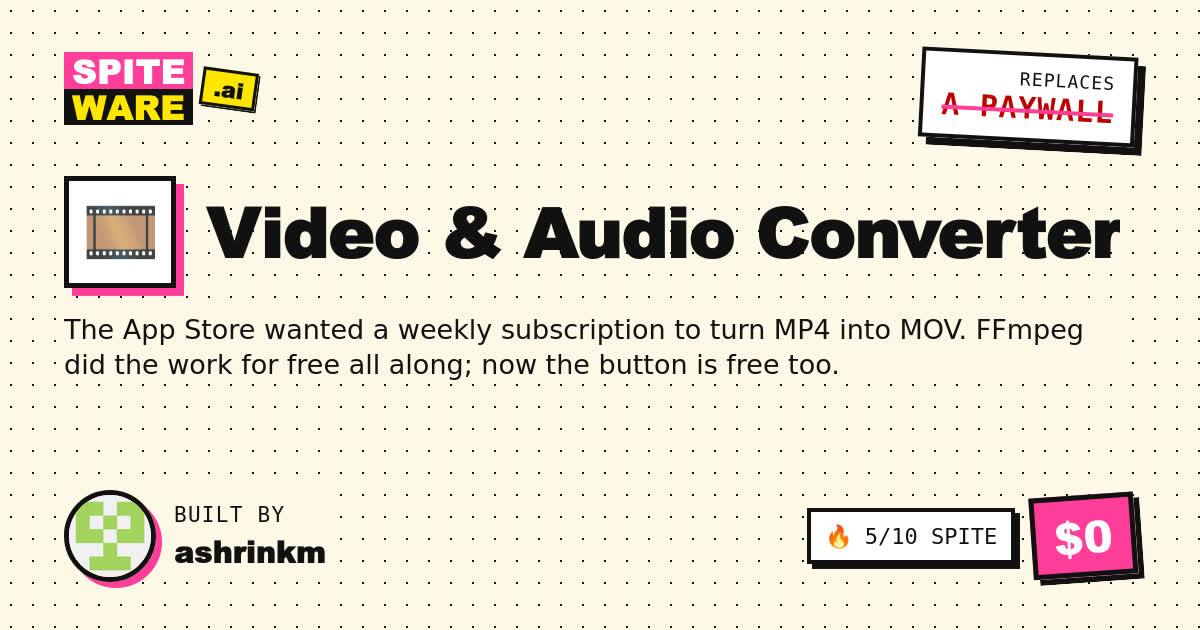 SPITE
WARE
.ai
REPLACES
A PAYWALL
Video & Audio Converter
The App Store wanted a weekly subscription to turn MP4 into MOV. FFmpeg
did the work for free all along; now the button is free too.
BUILT BY
ashrinkm
🔥 5/10 SPITE
$0